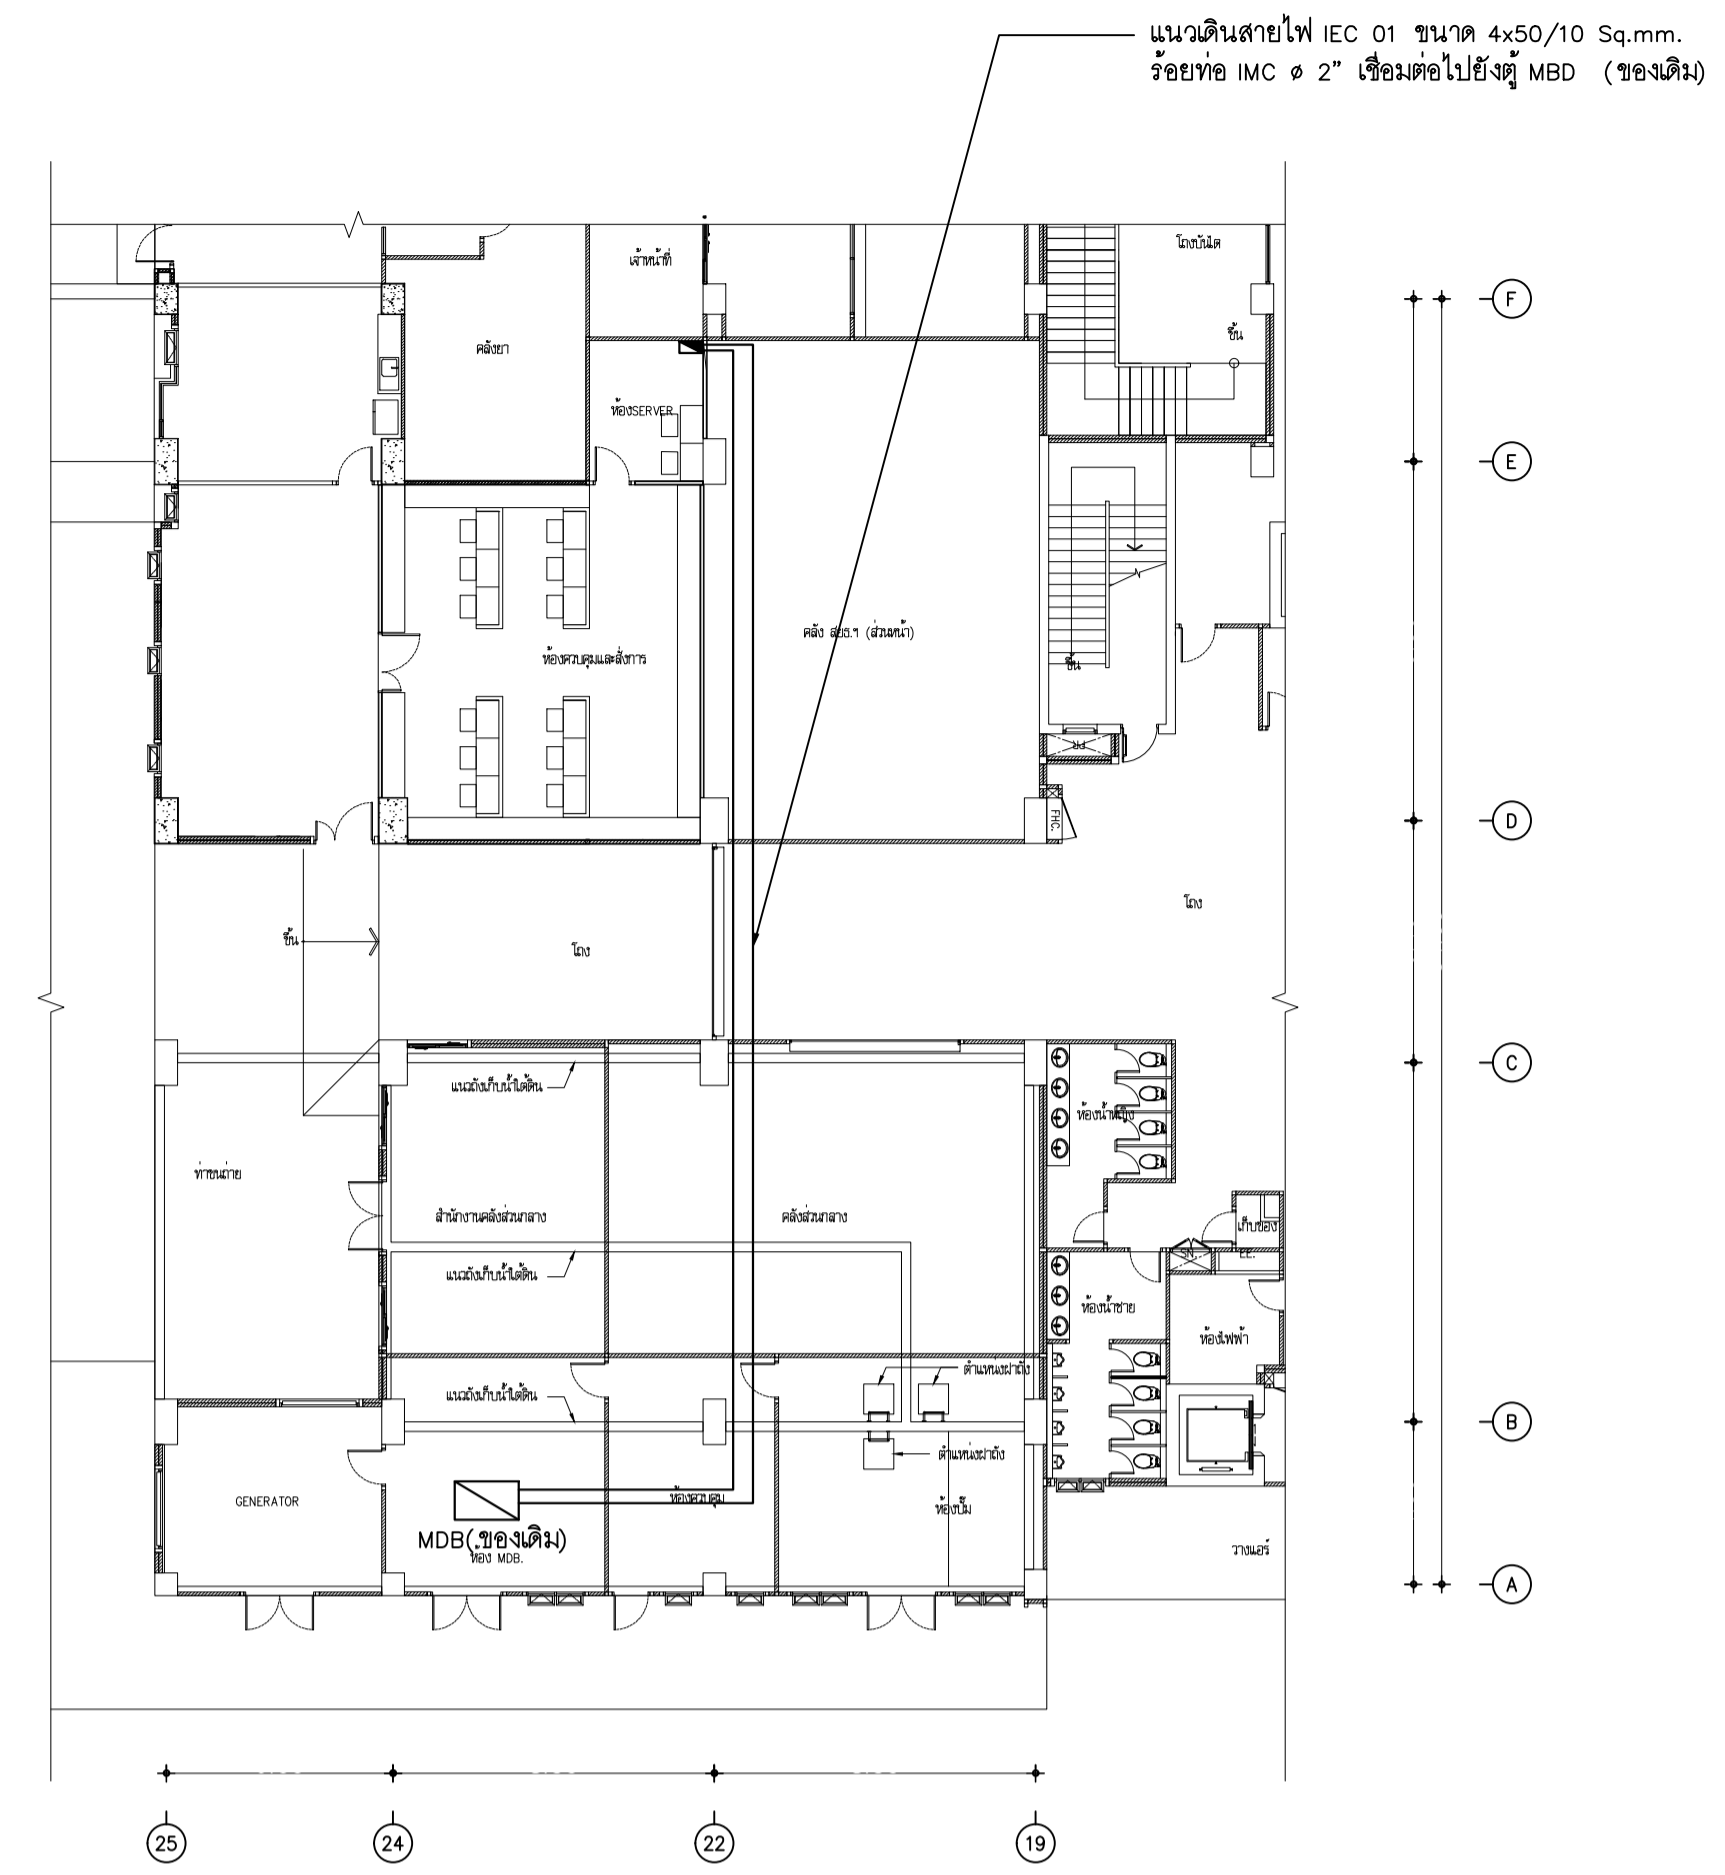 แนวเดินสายไฟ IEC 01 ขนาด 4x50/10 Sq.mm.
ร้อยท่อ IMC ø 2" เชื่อมต่อไปยังตู้ MBD (ของเดิม)
เจ้าหน้าที่
โถงบันได
F
คลังยา
ขึ้น
ห้องSERVER
E
คลัง สยธ.ฯ (ส่วนหน้า)
ห้องควบคุมและสั่งการ
ขึ้น
FHC.
D
โถง
ขึ้น
โถง
C
แนวถังเก็บน้ำใต้ดิน
ห้องน้ำหญิง
ท่าขนถ่าย
สำนักงานคลังส่วนกลาง
คลังส่วนกลาง
เก็บของ
SN.
EE.
แนวถังเก็บน้ำใต้ดิน
ห้องน้ำชาย
ห้องไฟฟ้า
ตำแหน่งฝาถัง
แนวถังเก็บน้ำใต้ดิน
B
ตำแหน่งฝาถัง
GENERATOR
ห้องควบคุม
ห้องปั๊ม
MDB(ของเดิม)
ห้อง MDB.
วางแอร์
A
25
24
22
19